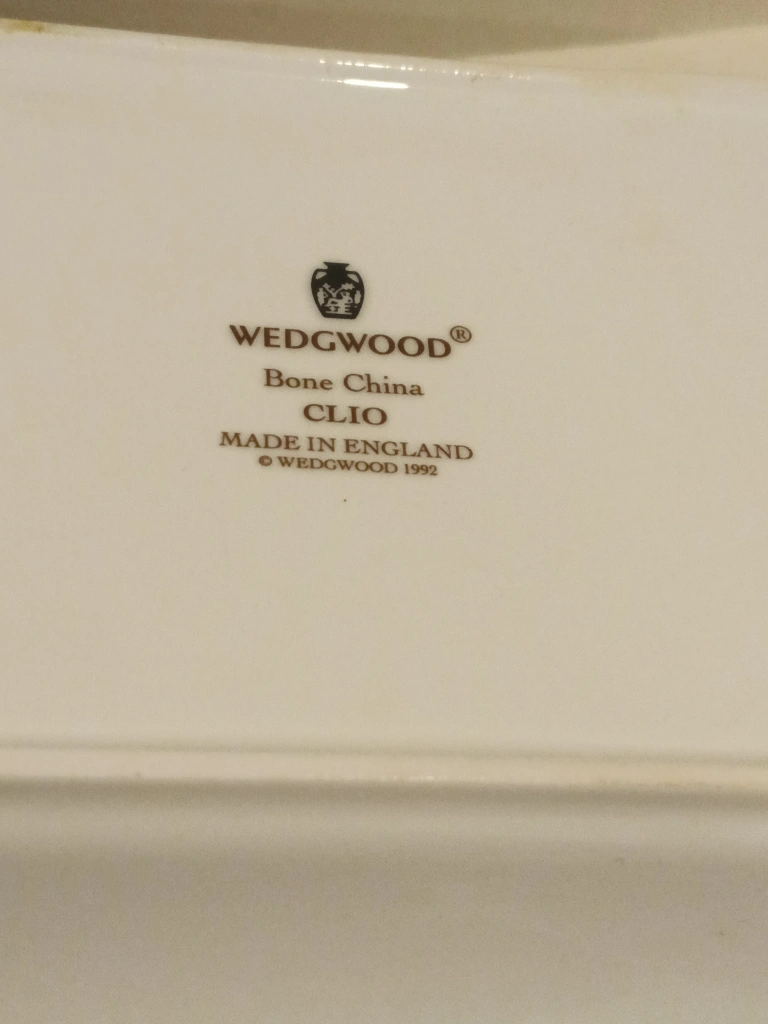 WEDGWOOD®
Bone China
CLIO
MADE IN ENGLAND
© WEDGWOOD 1992